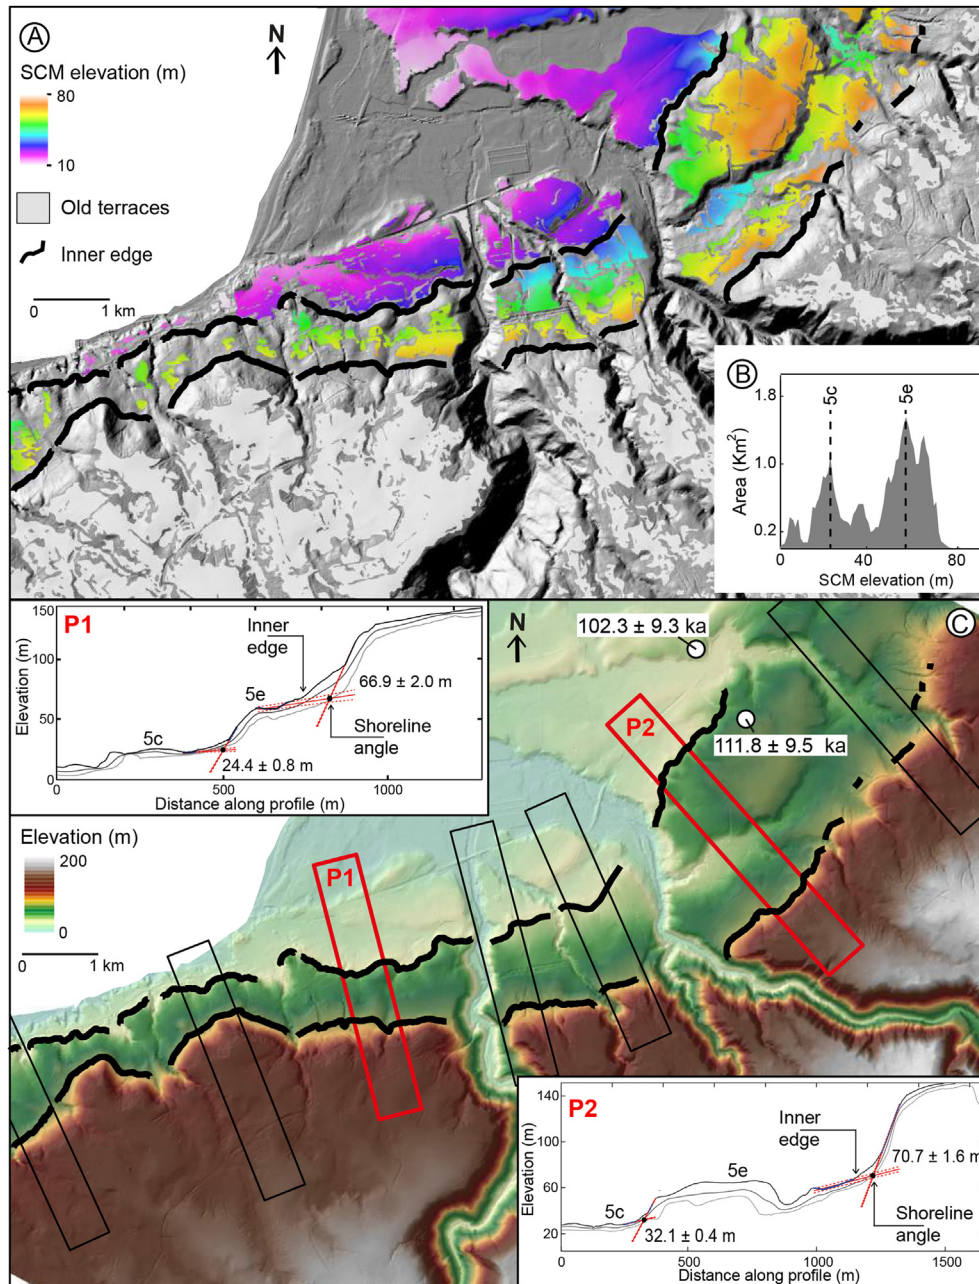 A
N
SCM elevation (m)
80
10
Old terraces
Inner edge
0 1 km
B
5c 5e
1.8
1.0
0.2
Area (Km²)
0 40 80
SCM elevation (m)
P1
150
100
50
0
Elevation (m)
Inner
edge
5e
66.9 ± 2.0 m
5c
Shoreline
angle
24.4 ± 0.8 m
0 500 1000
Distance along profile (m)
C
N
102.3 ± 9.3 ka
P2
111.8 ± 9.5 ka
Elevation (m)
200
0
0 1 km
P1
P2
140
100
60
20
Elevation (m)
Inner
edge
5e
70.7 ± 1.6 m
5c
Shoreline
angle
32.1 ± 0.4 m
0 500 1000 1500
Distance along profile (m)